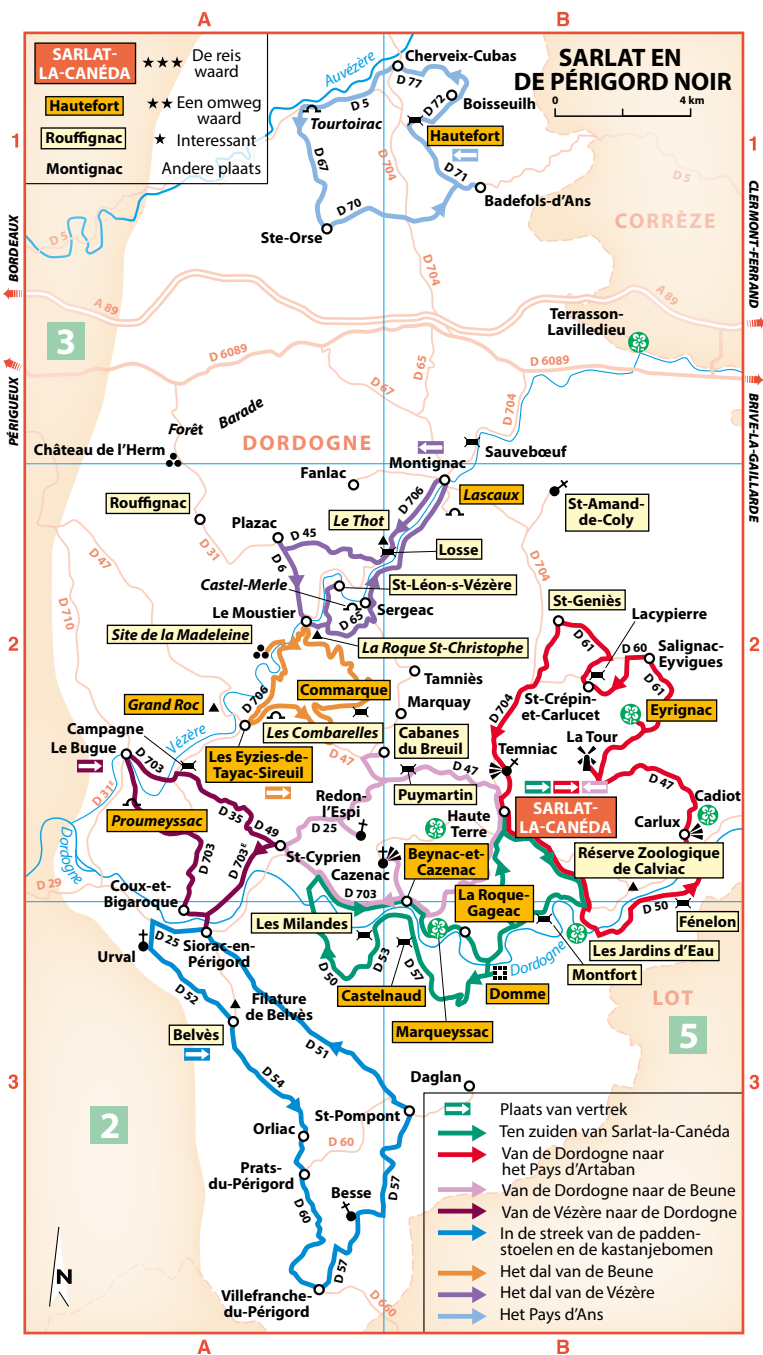 A
B
SARLAT-
LA-CANÉDA
★★★ De reis
waard
Hautefort
★★ Een omweg
waard
Rouffignac
★ Interessant
Montignac
Andere plaats
SARLAT EN
DE PÉRIGORD NOIR
0
4 km
Auvézère
Cherveix-Cubas
D 77
D 72
Boisseuilh
D 5
Tourtoirac
Hautefort
1
1
D 67
D 704
D 71
Badefols-d'Ans
D 5
D 70
Ste-Orse
D 5
CORRÈZE
BORDEAUX
CLERMONT-FERRAND
D 704
A 89
A 89
Terrasson-
Lavilledieu
3
D 6089
D 65
D 6089
D 67
D 704
PÉRIGUEUX
BRIVE-LA-GAILLARDE
Forêt
Barade
DORDOGNE
Château de l'Herm
Sauvebœuf
Montignac
Fanlac
Lascaux
Rouffignac
D 706
St-Amand-
de-Coly
Le Thot
Plazac
D 45
D 31
Losse
D 47
D 6
D 704
Castel-Merle
St-Léon-s-Vézère
D 710
St-Geniès
Le Moustier
D 65
Sergeac
Lacypierre
Site de la Madeleine
D 61
D 60
Salignac-
Eyvigues
2
2
La Roque St-Christophe
Tamniès
D 61
Commarque
St-Crépin-
et-Carlucet
Grand Roc
D 706
D 704
Eyrignac
Marquay
Les Combarelles
Campagne
Vézère
Cabanes
du Breuil
La Tour
Le Bugue
Les Eyzies-de-
Tayac-Sireuil
Temniac
D 703
D 47
D 47
D 47
D 31E
Puymartin
Cadiot
Redon-
l'Espi
SARLAT-
LA-CANÉDA
Proumeyssac
D 35
D 49
D 25
Haute
Terre
Carlux
Dordogne
D 703
D 703E
St-Cyprien
Cazenac
Beynac-et-
Cazenac
Réserve Zoologique
de Calviac
D 29
Coux-et-
Bigaroque
D 703
La Roque-
Gageac
D 50
Les Milandes
Fénelon
D 25
Siorac-en-
Périgord
Urval
D 53
D 57
Dordogne
Les Jardins d'Eau
Montfort
D 50
D 52
Castelnaud
Domme
Filature
de Belvès
LOT
Belvès
Marqueyssac
5
D 51
3
3
D 54
Daglan
2
St-Pompont
Orliac
D 60
Prats-
du-Périgord
D 57
Besse
D 60
N
D 57
Villefranche-
du-Périgord
D 660
Plaats van vertrek
Ten zuiden van Sarlat-la-Canéda
Van de Dordogne naar
het Pays d'Artaban
Van de Dordogne naar de Beune
Van de Vézère naar de Dordogne
In de streek van de padden-
stoelen en de kastanjebomen
Het dal van de Beune
Het dal van de Vézère
Het Pays d'Ans
A
B